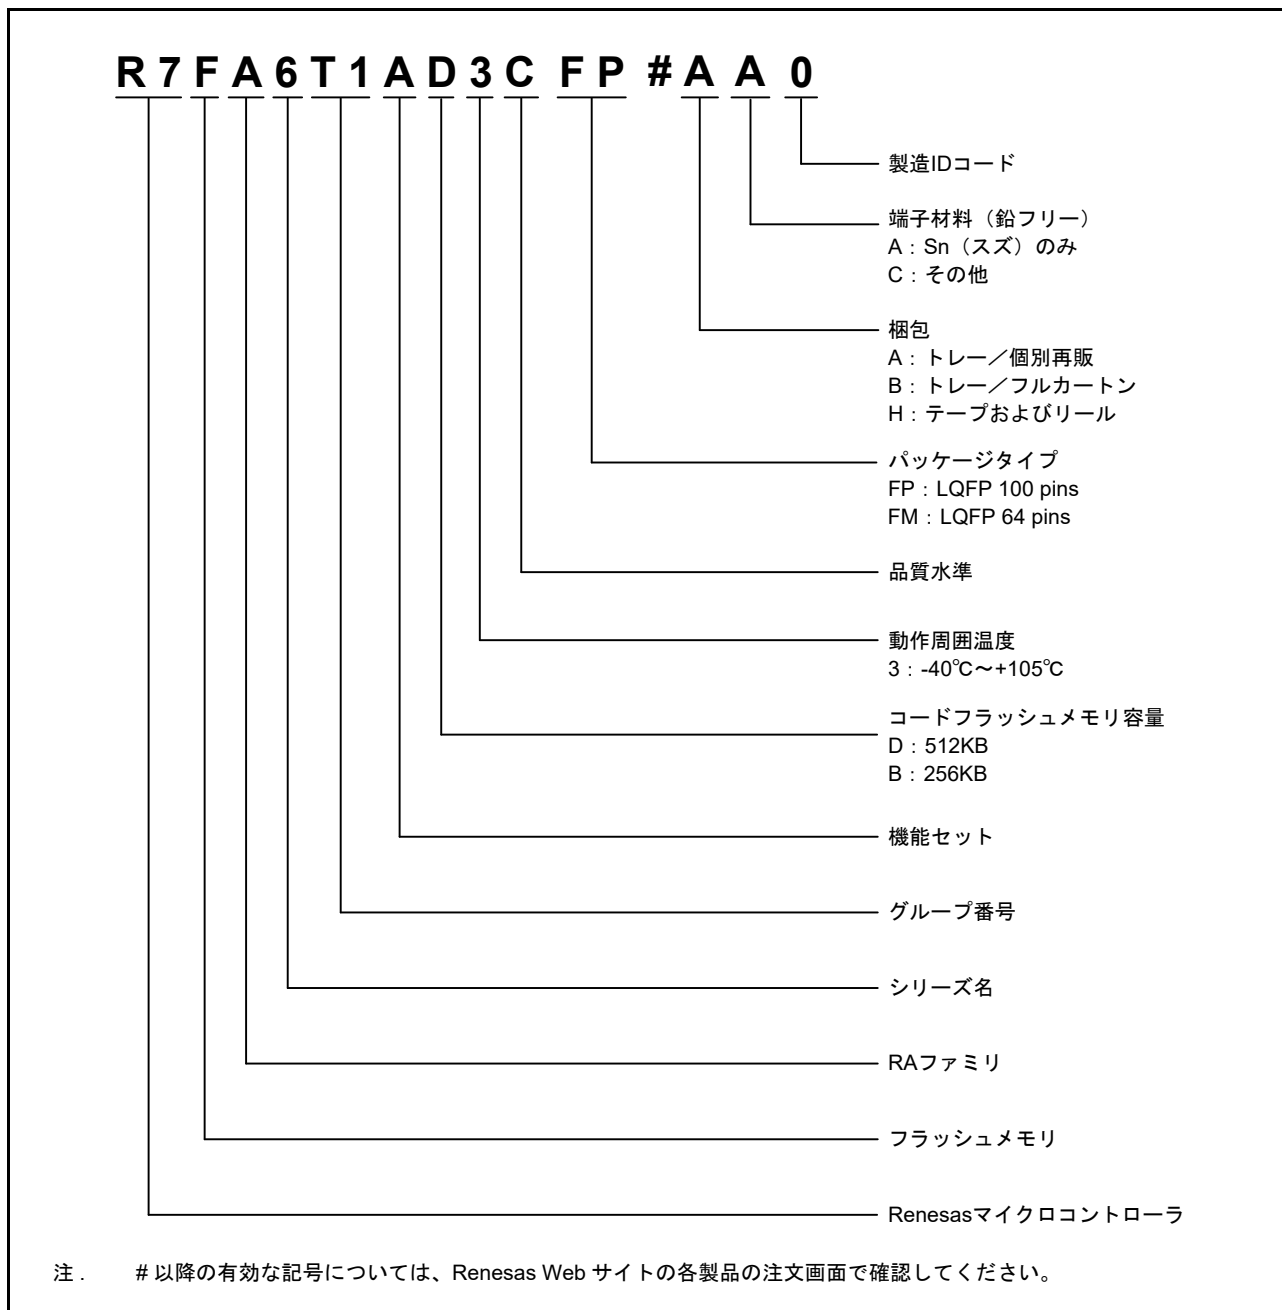 R7FA6T1AD3CFP#AA0
製造IDコード
端子材料（鉛フリー）
A：Sn（スズ）のみ
C：その他
梱包
A：トレー／個別再販
B：トレー／フルカートン
H：テープおよびリール
パッケージタイプ
FP：LQFP 100 pins
FM：LQFP 64 pins
品質水準
動作周囲温度
3：-40℃～+105℃
コードフラッシュメモリ容量
D：512KB
B：256KB
機能セット
グループ番号
シリーズ名
RAファミリ
フラッシュメモリ
Renesasマイクロコントローラ
注． # 以降の有効な記号については、Renesas Web サイトの各製品の注文画面で確認してください。